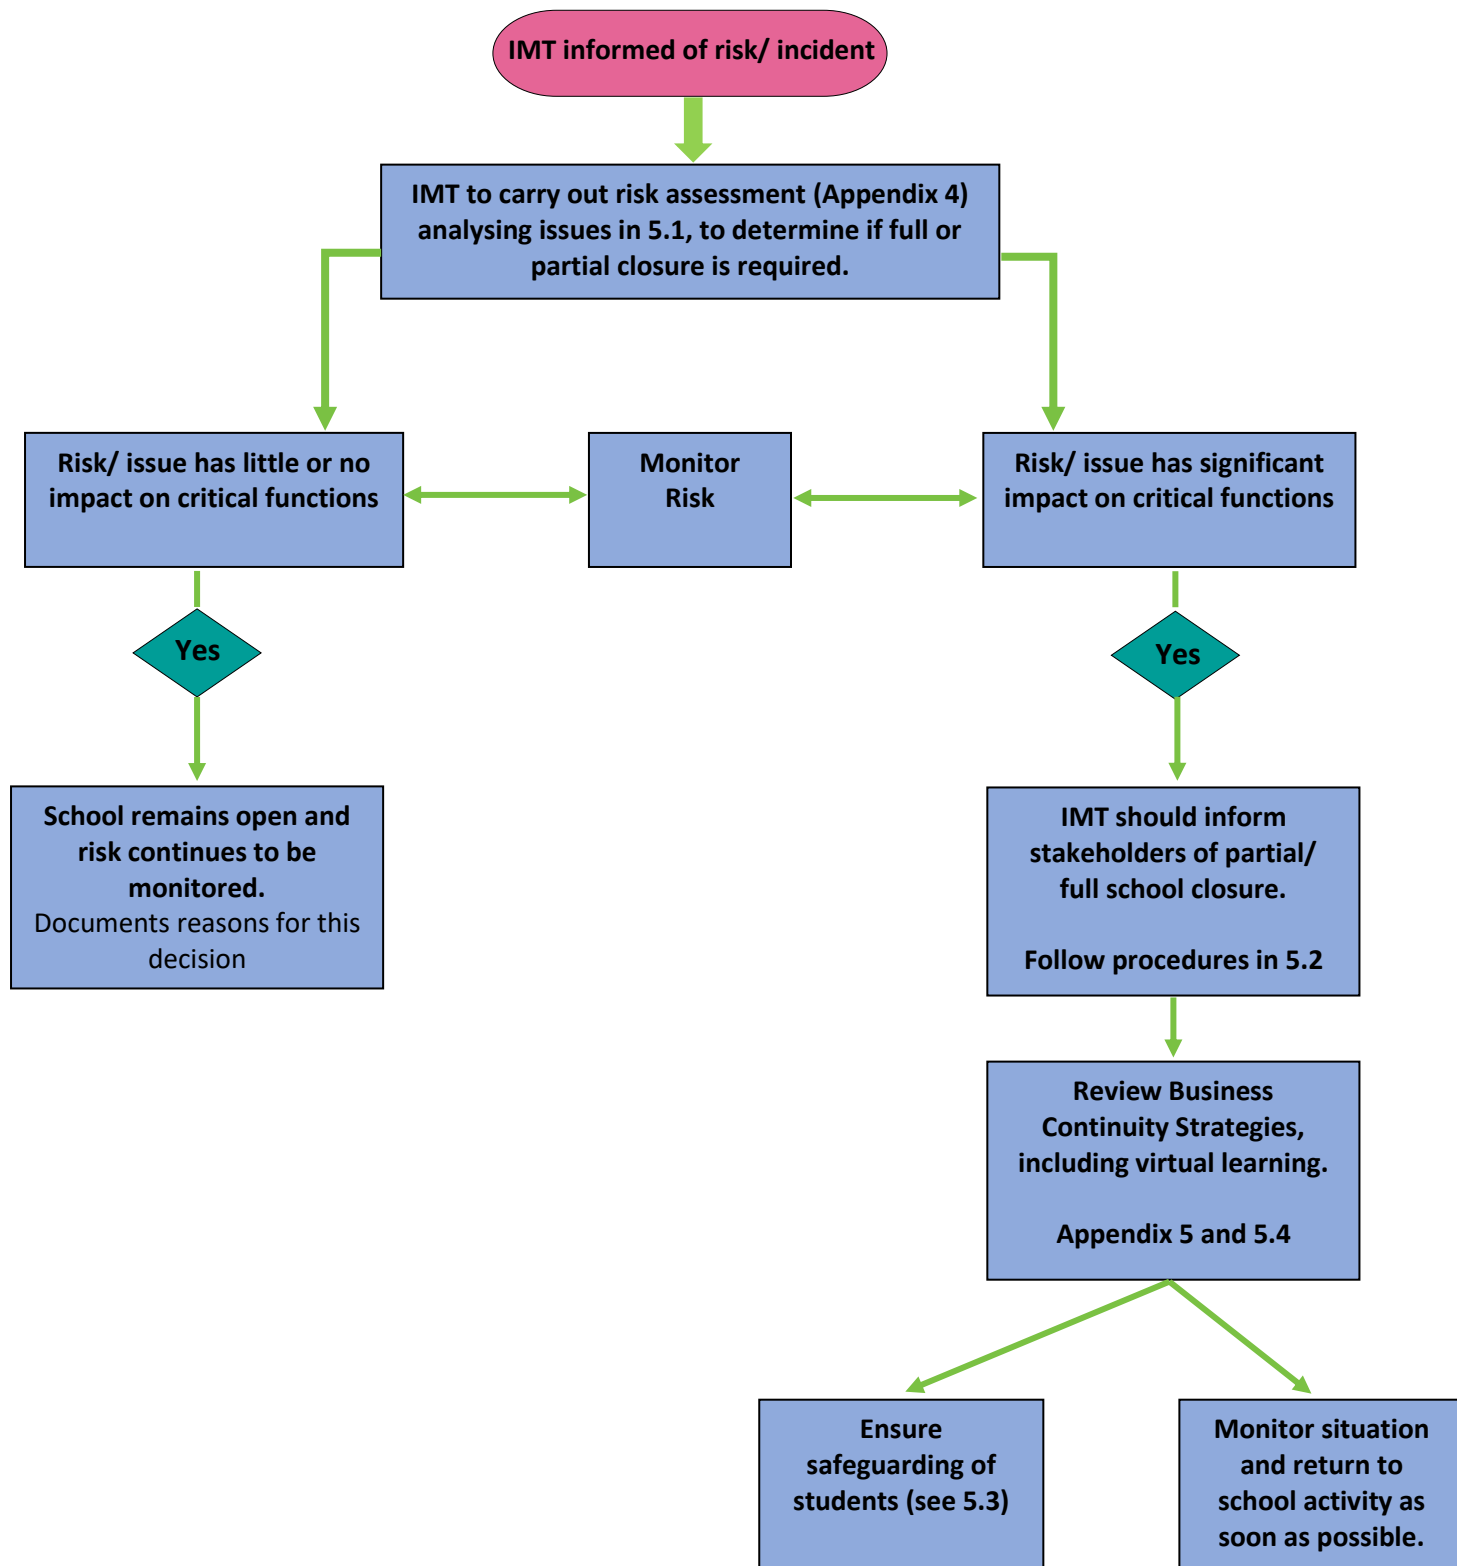 IMT informed of risk/ incident
IMT to carry out risk assessment (Appendix 4)
analysing issues in 5.1, to determine if full or
partial closure is required.
Risk/ issue has little or no
impact on critical functions
Monitor
Risk
Risk/ issue has significant
impact on critical functions
Yes
Yes
School remains open and
risk continues to be
monitored.
Documents reasons for this
decision
IMT should inform
stakeholders of partial/
full school closure.
Follow procedures in 5.2
Review Business
Continuity Strategies,
including virtual learning.
Appendix 5 and 5.4
Ensure
safeguarding of
students (see 5.3)
Monitor situation
and return to
school activity as
soon as possible.